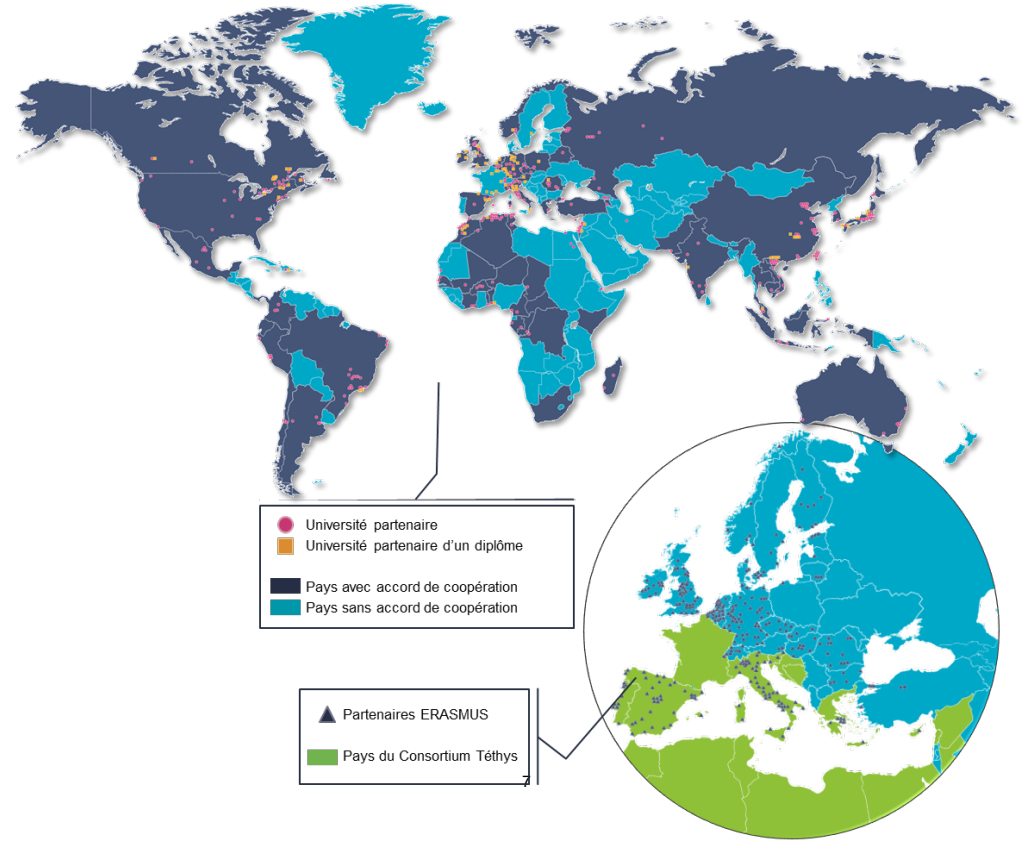 Université partenaire
Université partenaire d'un diplôme
Pays avec accord de coopération
Pays sans accord de coopération
Partenaires ERASMUS
Pays du Consortium Téthys
7